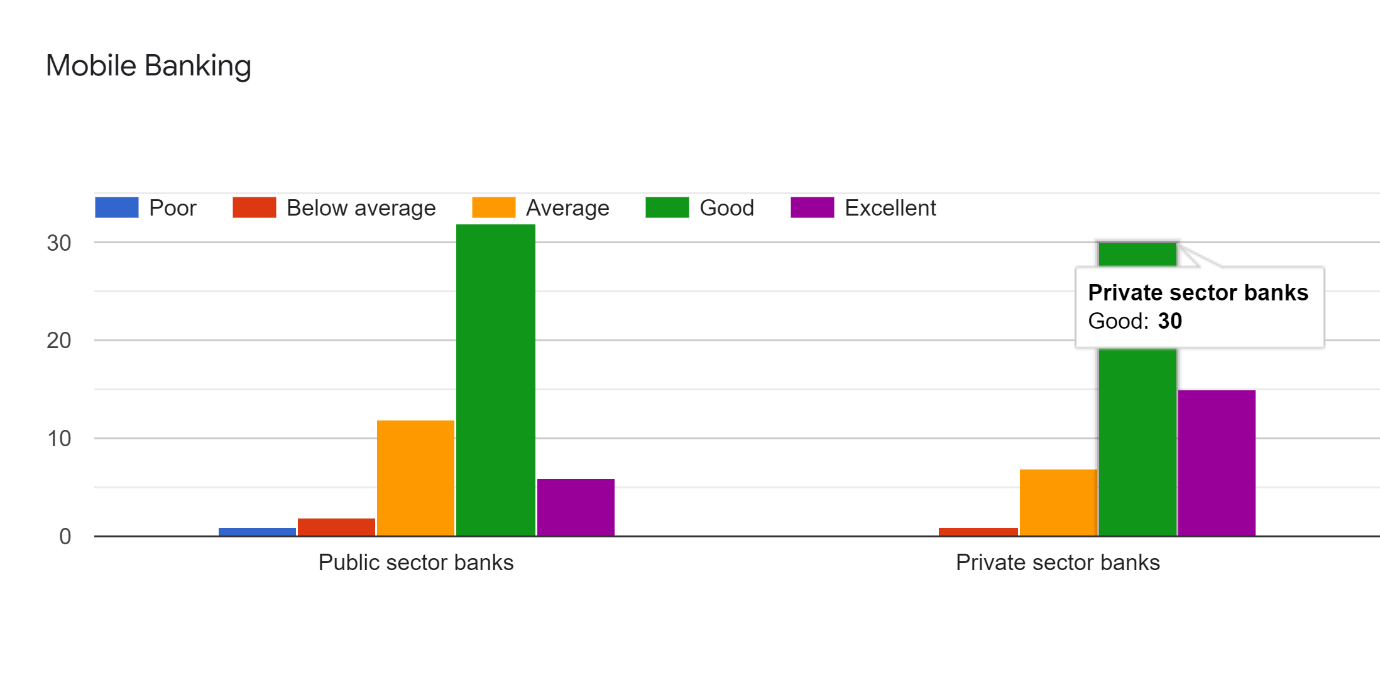 Mobile Banking
Poor Below average Average Good Excellent
30
Private sector banks
Good: 30
20
10
0
Public sector banks Private sector banks